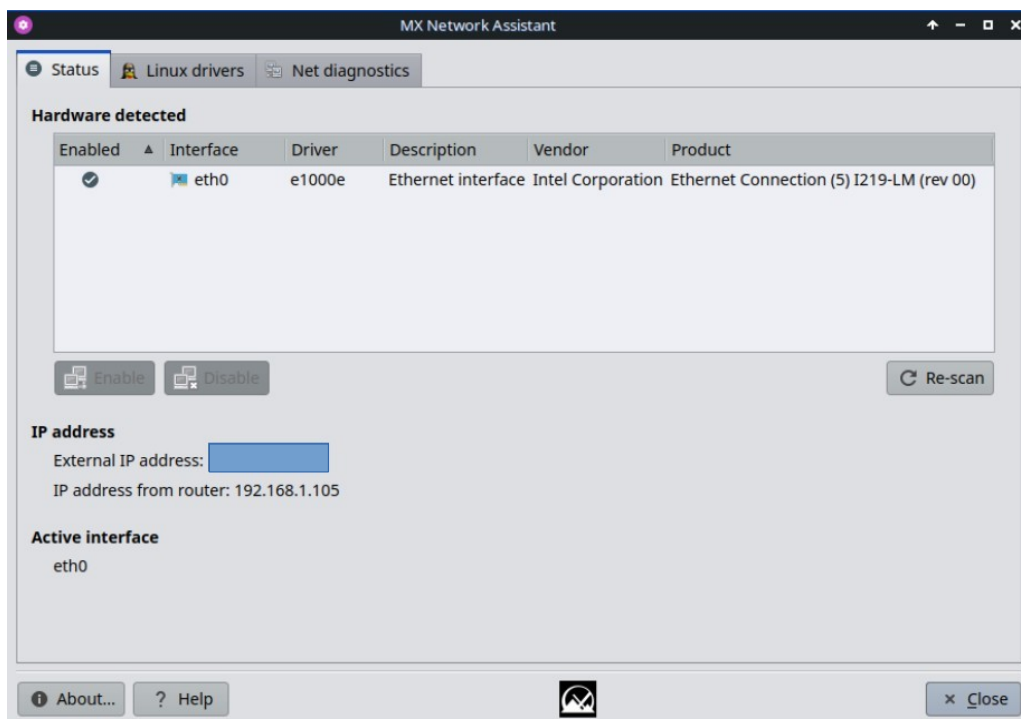 MX Network Assistant
Status Linux drivers Net diagnostics
Hardware detected
Enabled Interface Driver Description Vendor Product
eth0 e1000e Ethernet interface Intel Corporation Ethernet Connection (5) I219-LM (rev 00)
Enable Disable Re-scan
IP address
External IP address:
IP address from router: 192.168.1.105
Active interface
eth0
About... ? Help Close